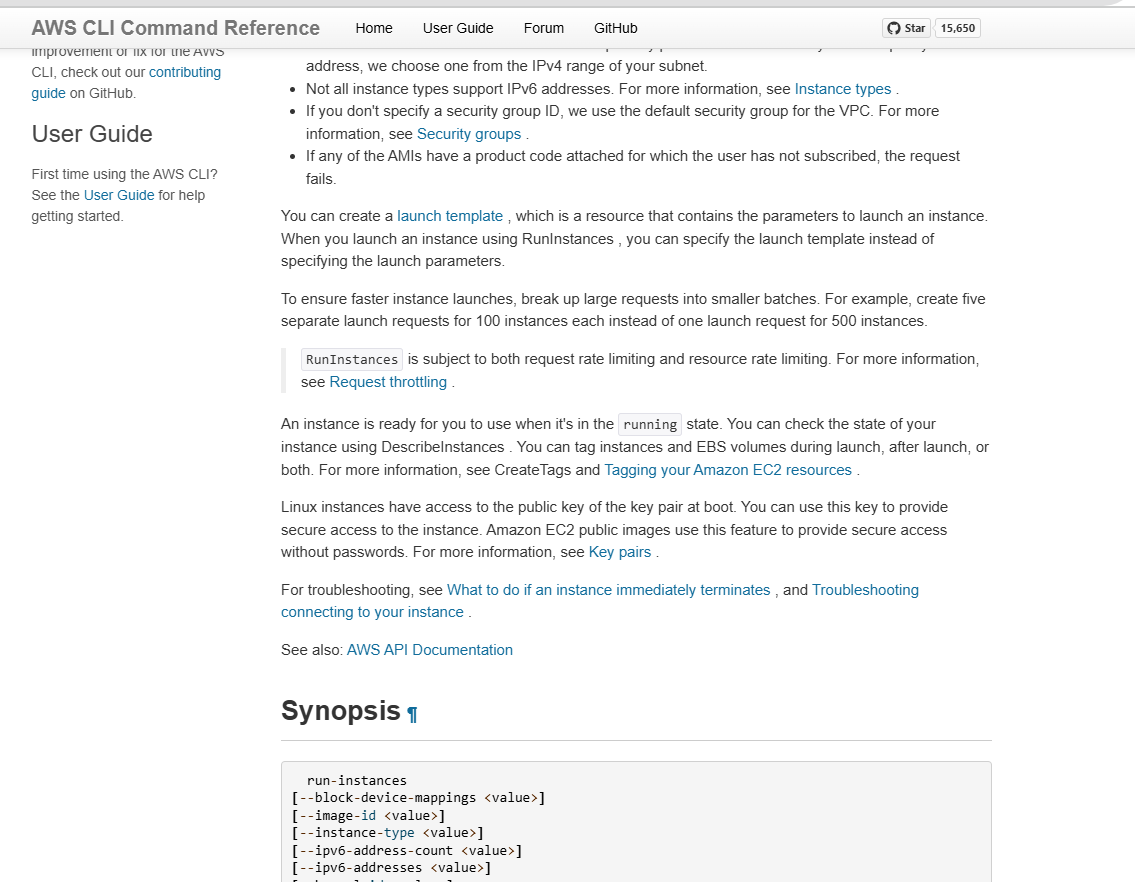 AWS CLI Command Reference
Home
User Guide
Forum
GitHub
Star
15,650
improvement or fix for the AWS
CLI, check out our contributing
guide on GitHub.
User Guide
First time using the AWS CLI?
See the User Guide for help
getting started.
address, we choose one from the IPv4 range of your subnet.
• Not all instance types support IPv6 addresses. For more information, see Instance types .
• If you don't specify a security group ID, we use the default security group for the VPC. For more
information, see Security groups .
• If any of the AMIs have a product code attached for which the user has not subscribed, the request
fails.
You can create a launch template , which is a resource that contains the parameters to launch an instance.
When you launch an instance using RunInstances , you can specify the launch template instead of
specifying the launch parameters.
To ensure faster instance launches, break up large requests into smaller batches. For example, create five
separate launch requests for 100 instances each instead of one launch request for 500 instances.
RunInstances is subject to both request rate limiting and resource rate limiting. For more information,
see Request throttling .
An instance is ready for you to use when it's in the running state. You can check the state of your
instance using DescribeInstances . You can tag instances and EBS volumes during launch, after launch, or
both. For more information, see CreateTags and Tagging your Amazon EC2 resources .
Linux instances have access to the public key of the key pair at boot. You can use this key to provide
secure access to the instance. Amazon EC2 public images use this feature to provide secure access
without passwords. For more information, see Key pairs .
For troubleshooting, see What to do if an instance immediately terminates , and Troubleshooting
connecting to your instance .
See also: AWS API Documentation
Synopsis ¶
run-instances
[--block-device-mappings <value>]
[--image-id <value>]
[--instance-type <value>]
[--ipv6-address-count <value>]
[--ipv6-addresses <value>]